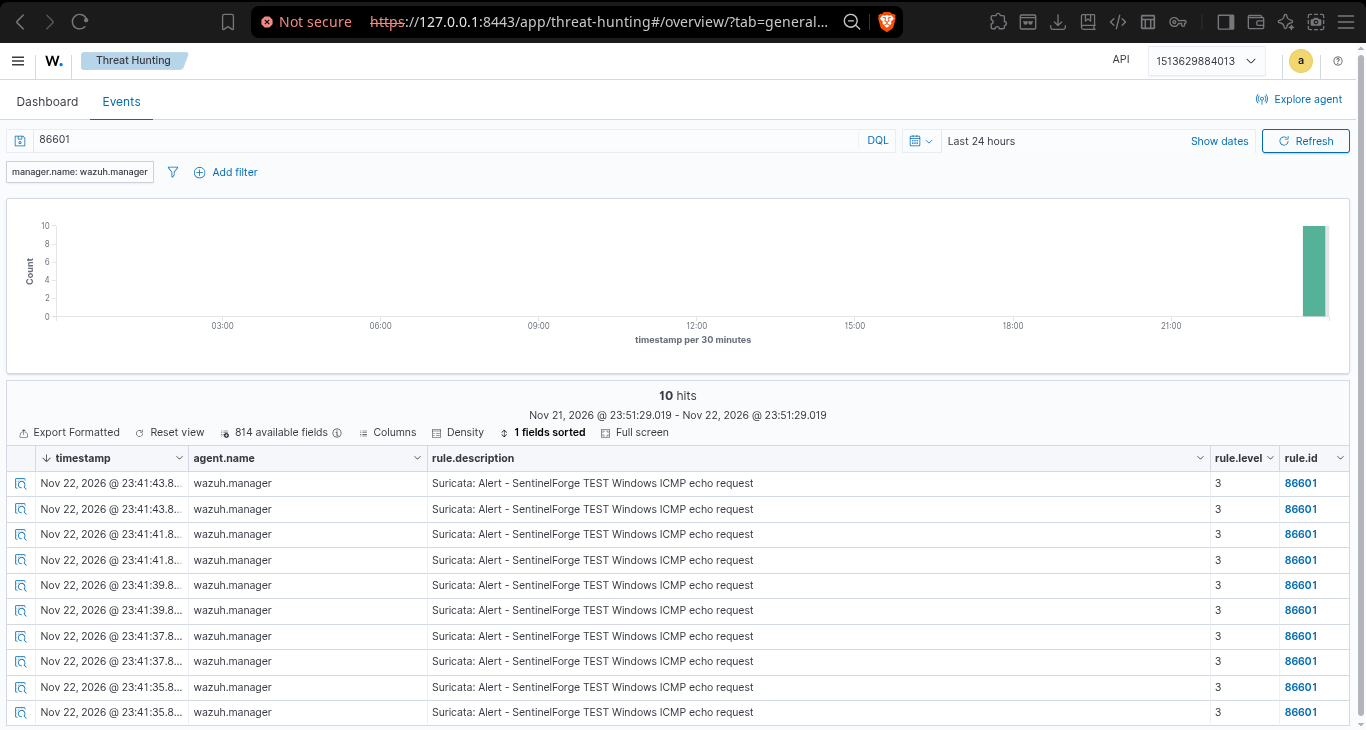 Not secure https://127.0.0.1:8443/app/threat-hunting#/overview/?tab=general...
W. Threat Hunting API 1513629884013 a
Dashboard Events Explore agent
86601 DQL Last 24 hours Show dates Refresh
manager.name: wazuh.manager Add filter
10
8
6
4
2
0
Count
03:00 06:00 09:00 12:00 15:00 18:00 21:00
timestamp per 30 minutes
10 hits
Nov 21, 2026 @ 23:51:29.019 - Nov 22, 2026 @ 23:51:29.019
Export Formatted Reset view 814 available fields Columns Density 1 fields sorted Full screen
timestamp agent.name rule.description rule.level rule.id
Nov 22, 2026 @ 23:41:43.8... wazuh.manager Suricata: Alert - SentinelForge TEST Windows ICMP echo request 3 86601
Nov 22, 2026 @ 23:41:43.8... wazuh.manager Suricata: Alert - SentinelForge TEST Windows ICMP echo request 3 86601
Nov 22, 2026 @ 23:41:41.8... wazuh.manager Suricata: Alert - SentinelForge TEST Windows ICMP echo request 3 86601
Nov 22, 2026 @ 23:41:41.8... wazuh.manager Suricata: Alert - SentinelForge TEST Windows ICMP echo request 3 86601
Nov 22, 2026 @ 23:41:39.8... wazuh.manager Suricata: Alert - SentinelForge TEST Windows ICMP echo request 3 86601
Nov 22, 2026 @ 23:41:39.8... wazuh.manager Suricata: Alert - SentinelForge TEST Windows ICMP echo request 3 86601
Nov 22, 2026 @ 23:41:37.8... wazuh.manager Suricata: Alert - SentinelForge TEST Windows ICMP echo request 3 86601
Nov 22, 2026 @ 23:41:37.8... wazuh.manager Suricata: Alert - SentinelForge TEST Windows ICMP echo request 3 86601
Nov 22, 2026 @ 23:41:35.8... wazuh.manager Suricata: Alert - SentinelForge TEST Windows ICMP echo request 3 86601
Nov 22, 2026 @ 23:41:35.8... wazuh.manager Suricata: Alert - SentinelForge TEST Windows ICMP echo request 3 86601